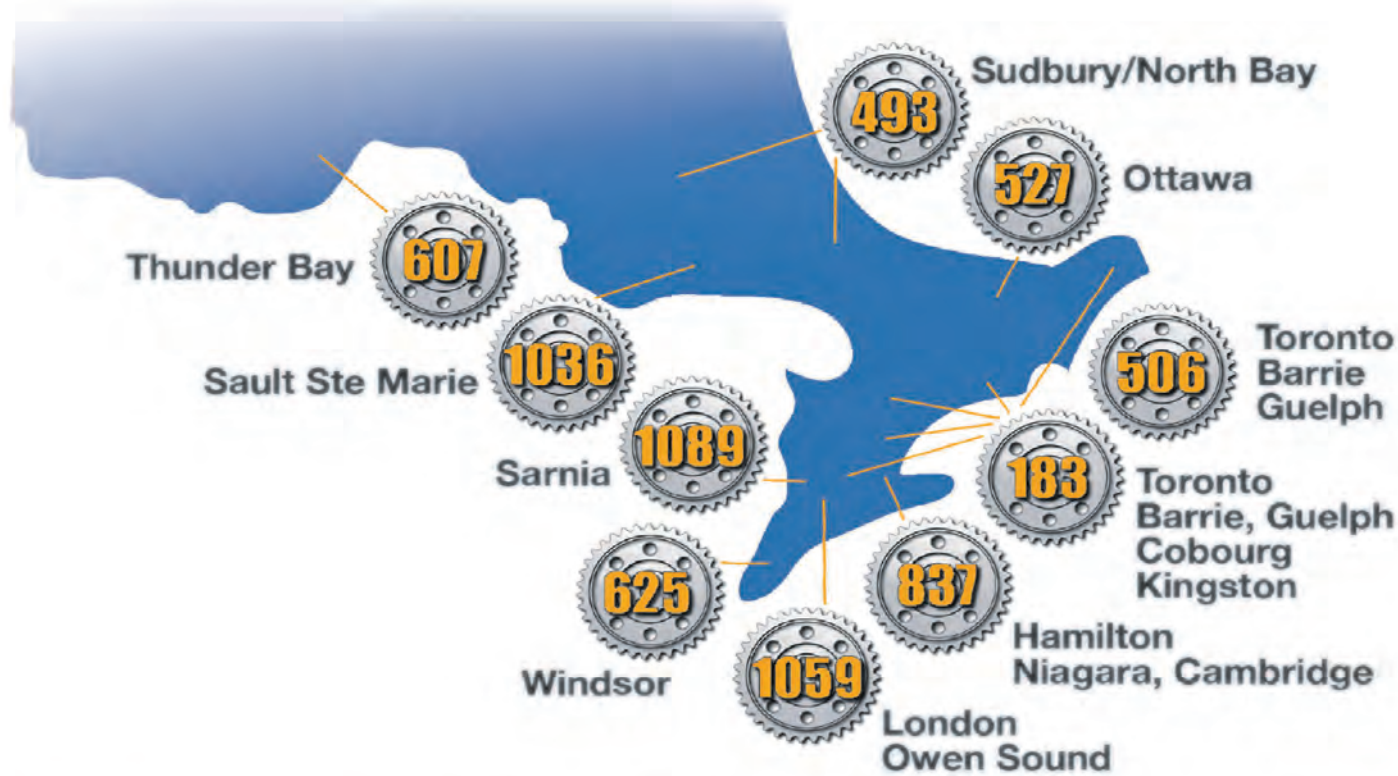 493
Sudbury/North Bay
527
Ottawa
607
Thunder Bay
1036
Sault Ste Marie
506
Toronto
Barrie
Guelph
1089
Sarnia
183
Toronto
Barrie, Guelph
Cobourg
Kingston
625
Windsor
837
Hamilton
Niagara, Cambridge
1059
London
Owen Sound